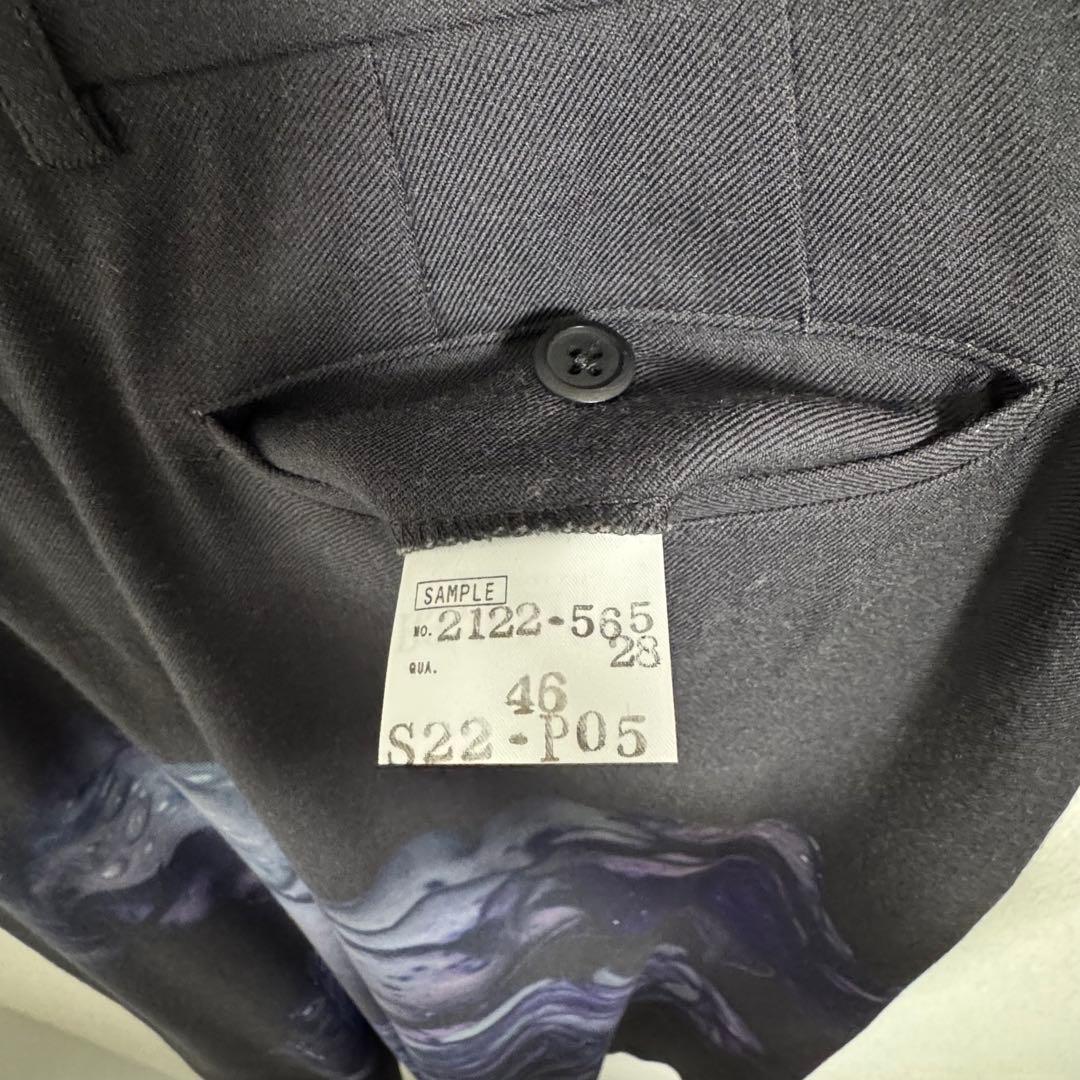 SAMPLE
NO. 2122-565
28
QUA.
46
S22-P05